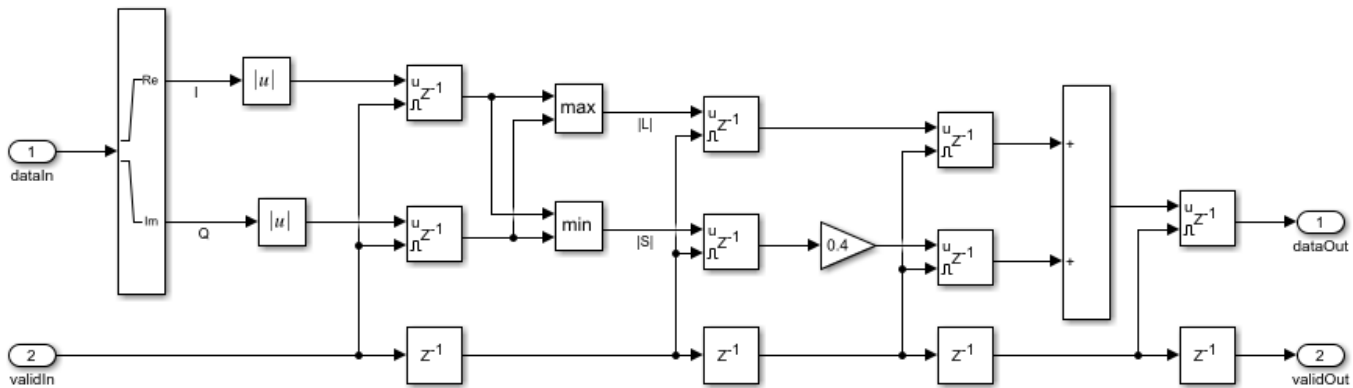 Re
I
|u|
u
Z⁻¹
max
|L|
u
Z⁻¹
u
Z⁻¹
+
1
dataIn
Im
Q
|u|
u
Z⁻¹
min
|S|
u
Z⁻¹
0.4
u
Z⁻¹
+
u
Z⁻¹
1
dataOut
2
validIn
Z⁻¹
Z⁻¹
Z⁻¹
Z⁻¹
2
validOut